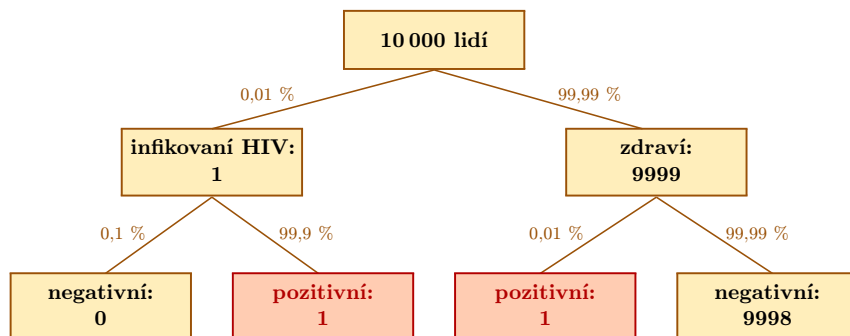 10 000 lidí
0,01 %
99,99 %
infikovaní HIV:
1
zdraví:
9999
0,1 %
99,9 %
0,01 %
99,99 %
negativní:
0
pozitivní:
1
pozitivní:
1
negativní:
9998